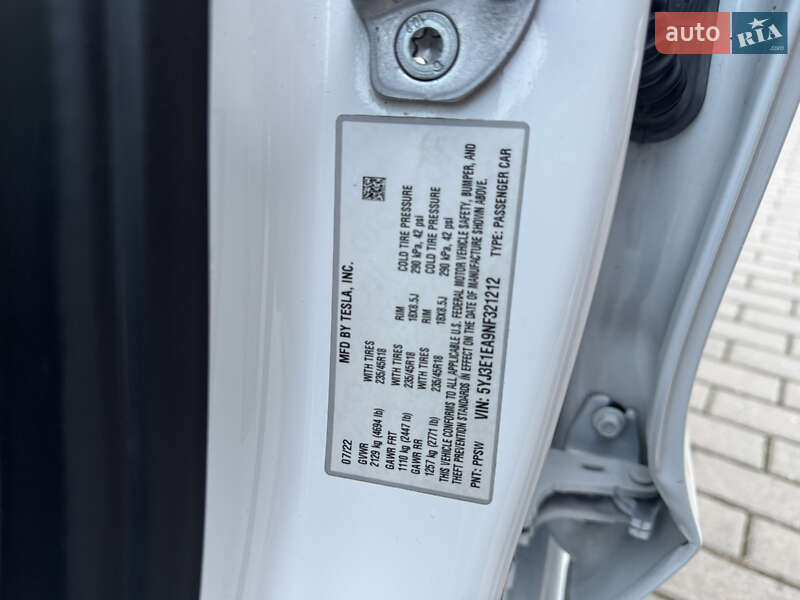 auto RIA
.com
MFD BY TESLA, INC.
07/22
GVWR
2129 kg (4694 lb)
GAWR FRT
1110 kg (2447 lb)
GAWR RR
1257 kg (2771 lb)
WITH TIRES
235/45R18
WITH TIRES
235/45R18
WITH TIRES
235/45R18
RIM
18X8.5J
RIM
18X8.5J
COLD TIRE PRESSURE
290 kPa, 42 psi
COLD TIRE PRESSURE
290 kPa, 42 psi
THIS VEHICLE CONFORMS TO ALL APPLICABLE U.S. FEDERAL MOTOR VEHICLE SAFETY, BUMPER, AND
THEFT PREVENTION STANDARDS IN EFFECT ON THE DATE OF MANUFACTURE SHOWN ABOVE.
PNT: PPSW VIN: 5YJ3E1EA9NF321212 TYPE: PASSENGER CAR